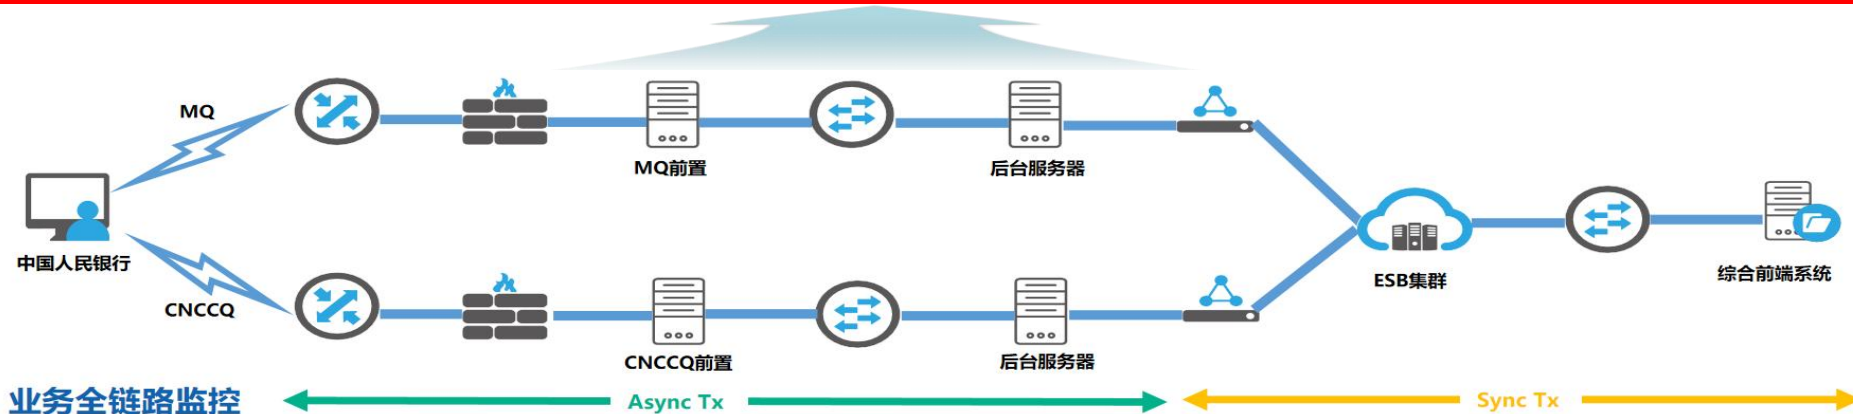 MQ
MQ前置
后台服务器
中国人民银行
ESB集群
综合前端系统
CNCCQ
CNCCQ前置
后台服务器
业务全链路监控
Async Tx
Sync Tx